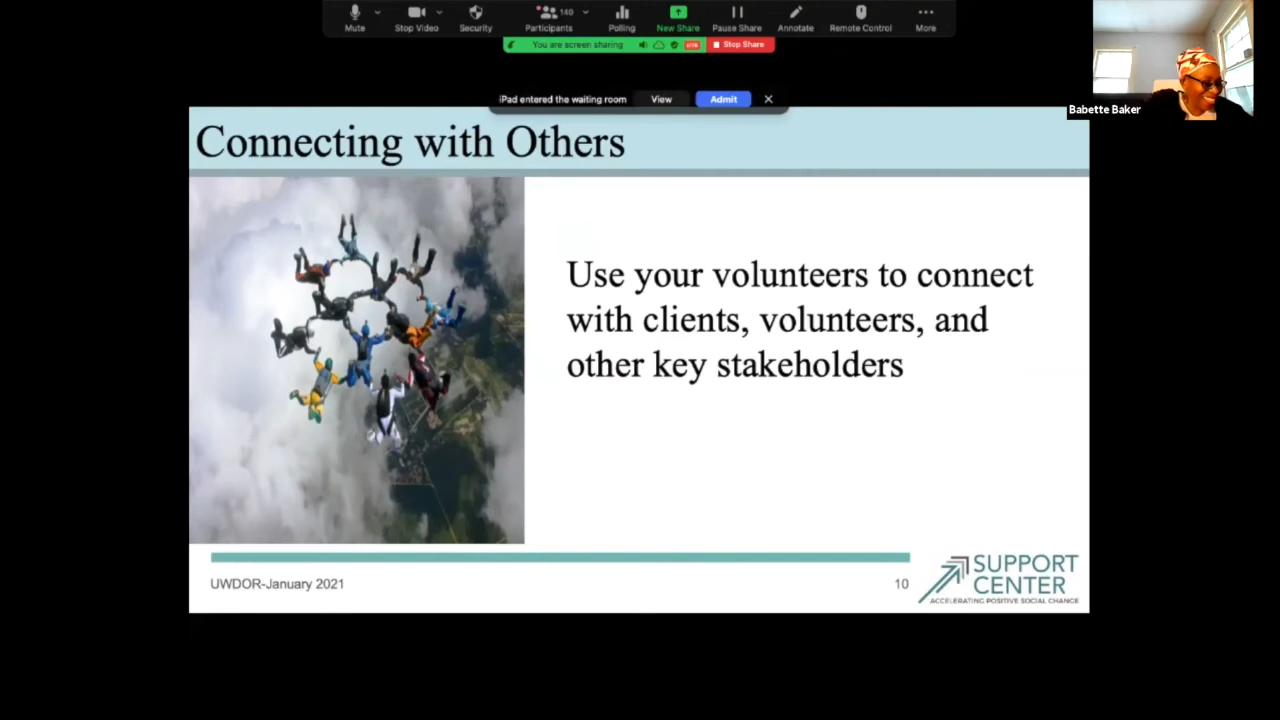 140
Mute
Stop Video
Security
Participants
Polling
New Share
Pause Share
Annotate
Remote Control
More
You are screen sharing
LIVE
Stop Share
iPad entered the waiting room
View
Admit
Babette Baker
Connecting with Others
Use your volunteers to connect
with clients, volunteers, and
other key stakeholders
UWDOR-January 2021
10
SUPPORT
CENTER
ACCELERATING POSITIVE SOCIAL CHANGE